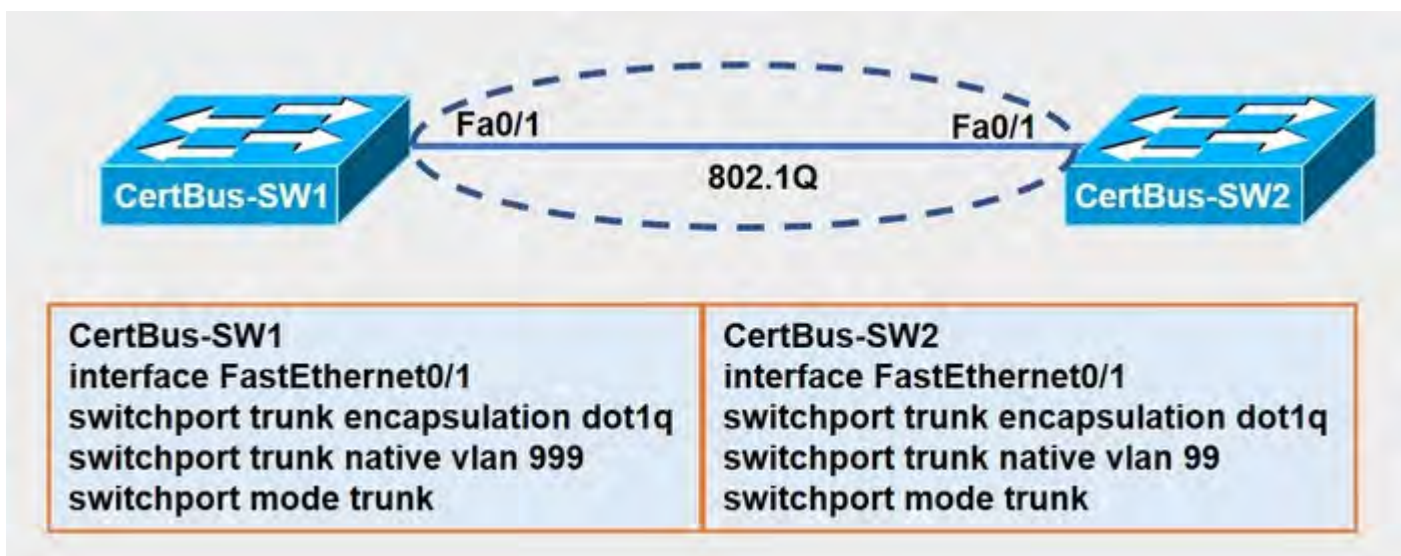 Fa0/1
Fa0/1
802.1Q
CertBus-SW1
CertBus-SW2
CertBus-SW1
interface FastEthernet0/1
switchport trunk encapsulation dot1q
switchport trunk native vlan 999
switchport mode trunk
CertBus-SW2
interface FastEthernet0/1
switchport trunk encapsulation dot1q
switchport trunk native vlan 99
switchport mode trunk